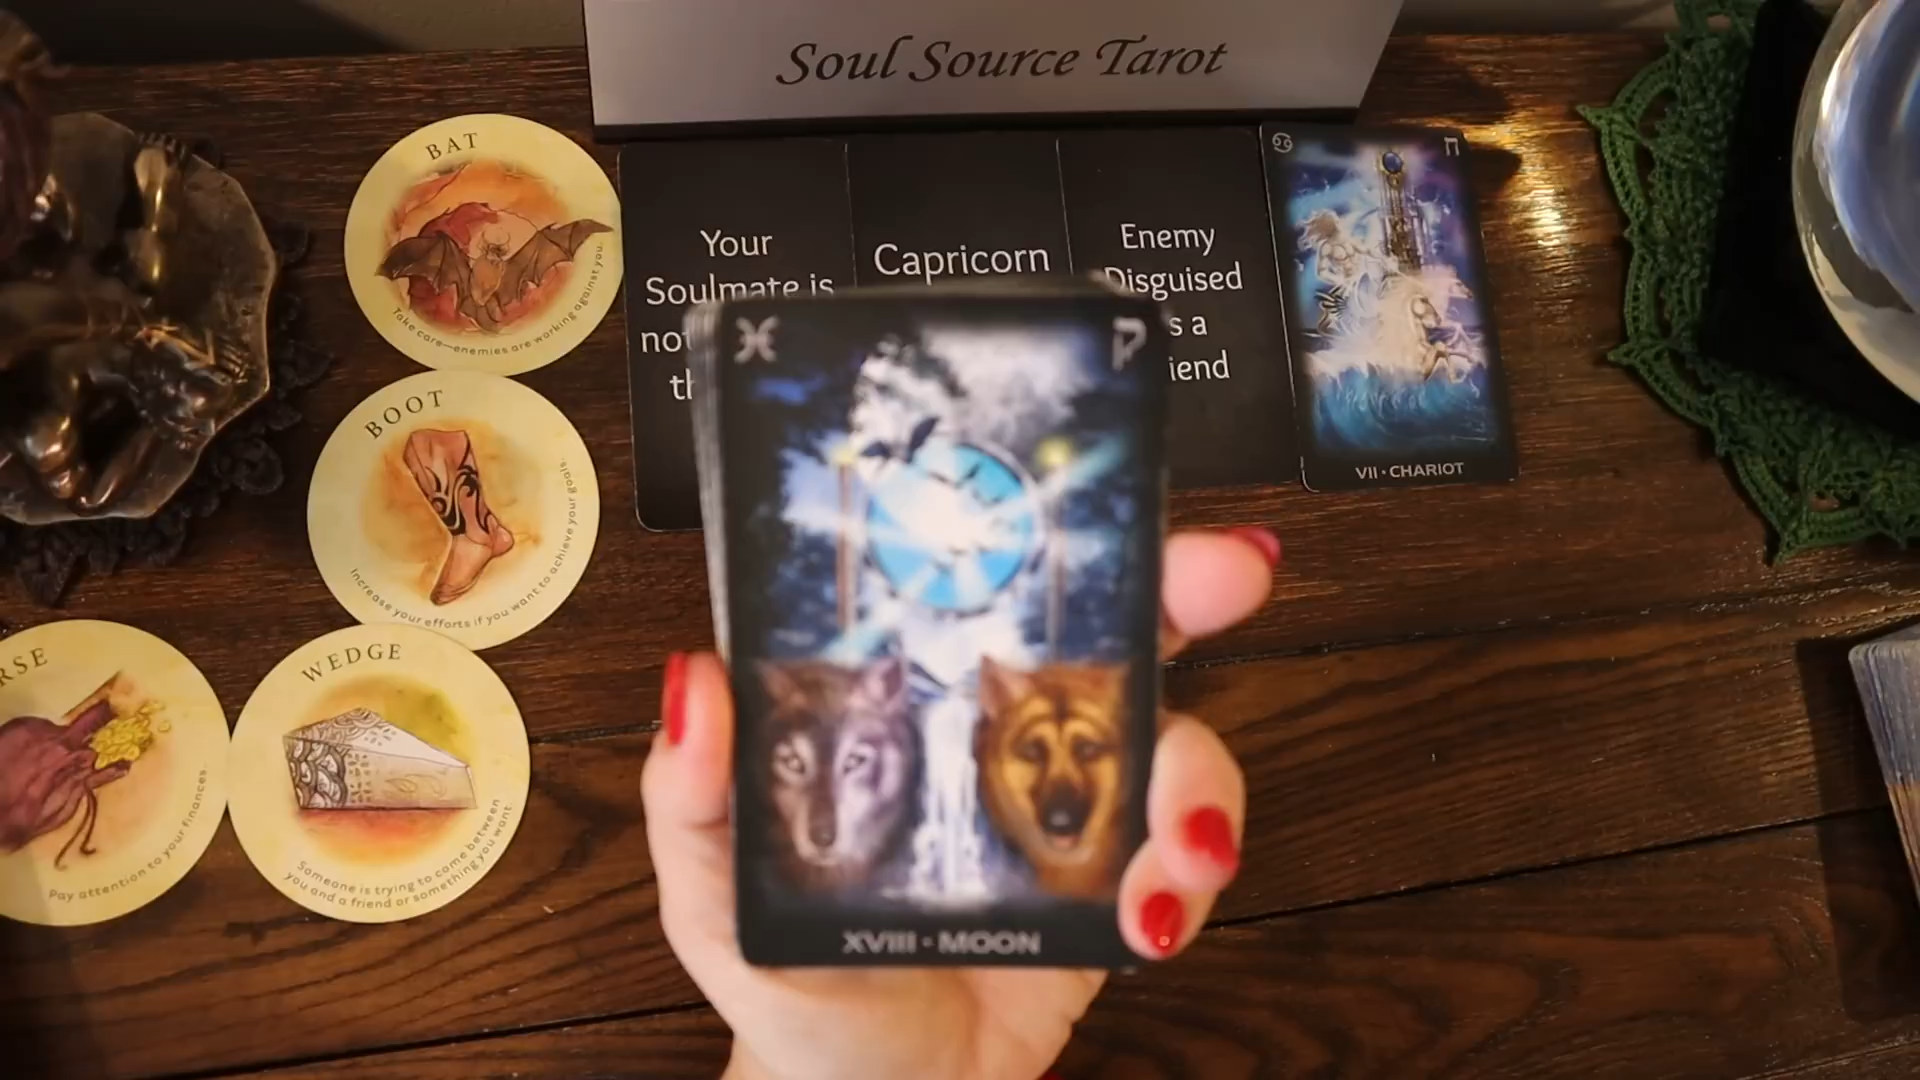 Soul Source Tarot
BAT
Take care—enemies are working against you.
Your
Soulmate is
Capricorn
Enemy
Disguised
s a
iend
VII • CHARIOT
BOOT
Increase your efforts if you want to achieve your goals.
RSE
Pay attention to your finances.
WEDGE
Someone is trying to come between
you and a friend or something you want.
XVIII • MOON